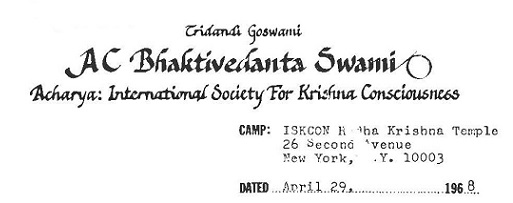 Tridandi Goswami
AC Bhaktivedanta Swami
Acharya: International Society For Krishna Consciousness
CAMP: ISKCON Krishna Temple
26 Second Avenue
New York, .Y. 10003
DATED April 29, 1968